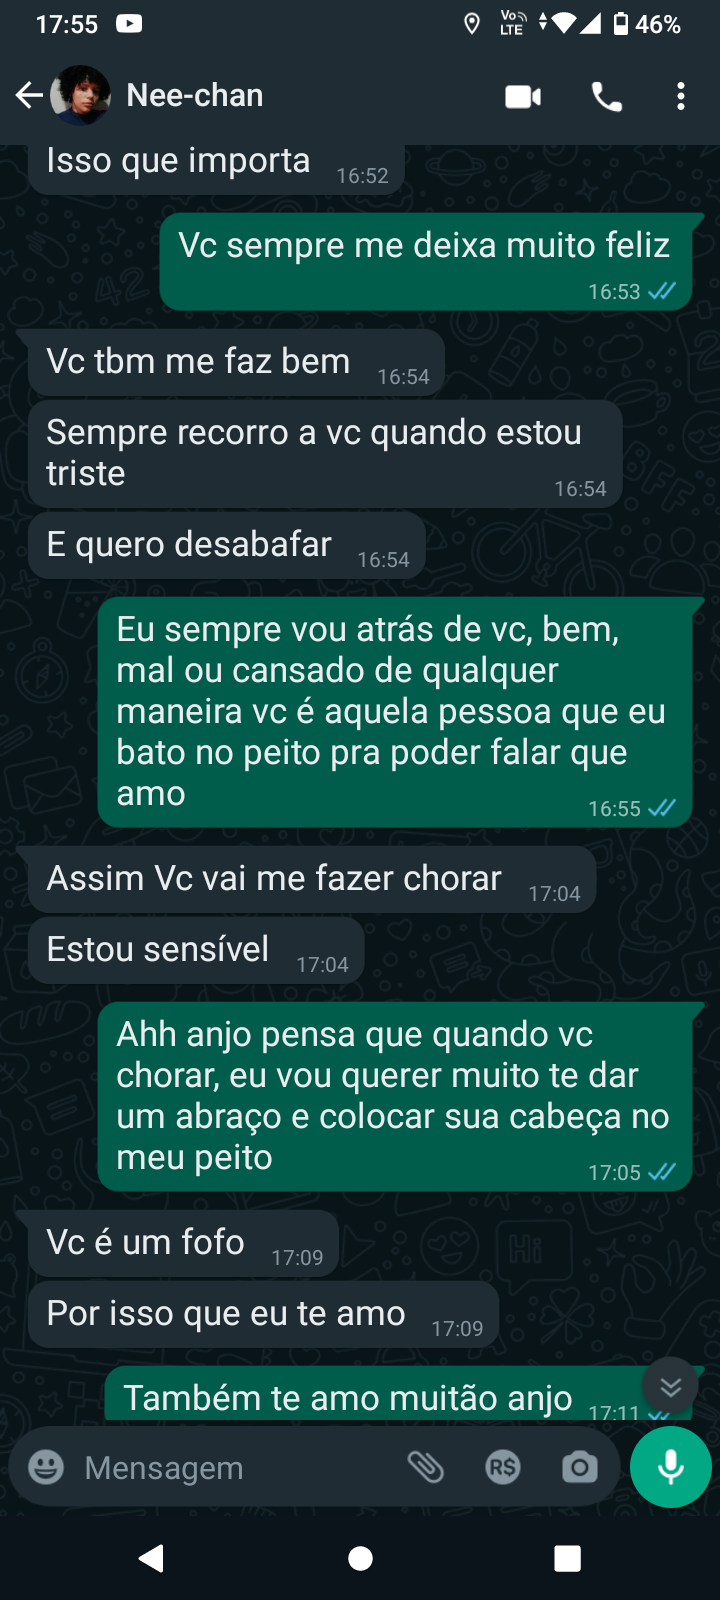 17:55 Vo LTE 46%
Nee-chan
Isso que importa 16:52
Vc sempre me deixa muito feliz
16:53
Vc tbm me faz bem 16:54
Sempre recorro a vc quando estou
triste 16:54
E quero desabafar 16:54
Eu sempre vou atrás de vc, bem,
mal ou cansado de qualquer
maneira vc é aquela pessoa que eu
bato no peito pra poder falar que
amo 16:55
Assim Vc vai me fazer chorar 17:04
Estou sensível 17:04
Ahh anjo pensa que quando vc
chorar, eu vou querer muito te dar
um abraço e colocar sua cabeça no
meu peito 17:05
Vc é um fofo 17:09
Por isso que eu te amo 17:09
Também te amo muitão anjo 17:11
Mensagem R$